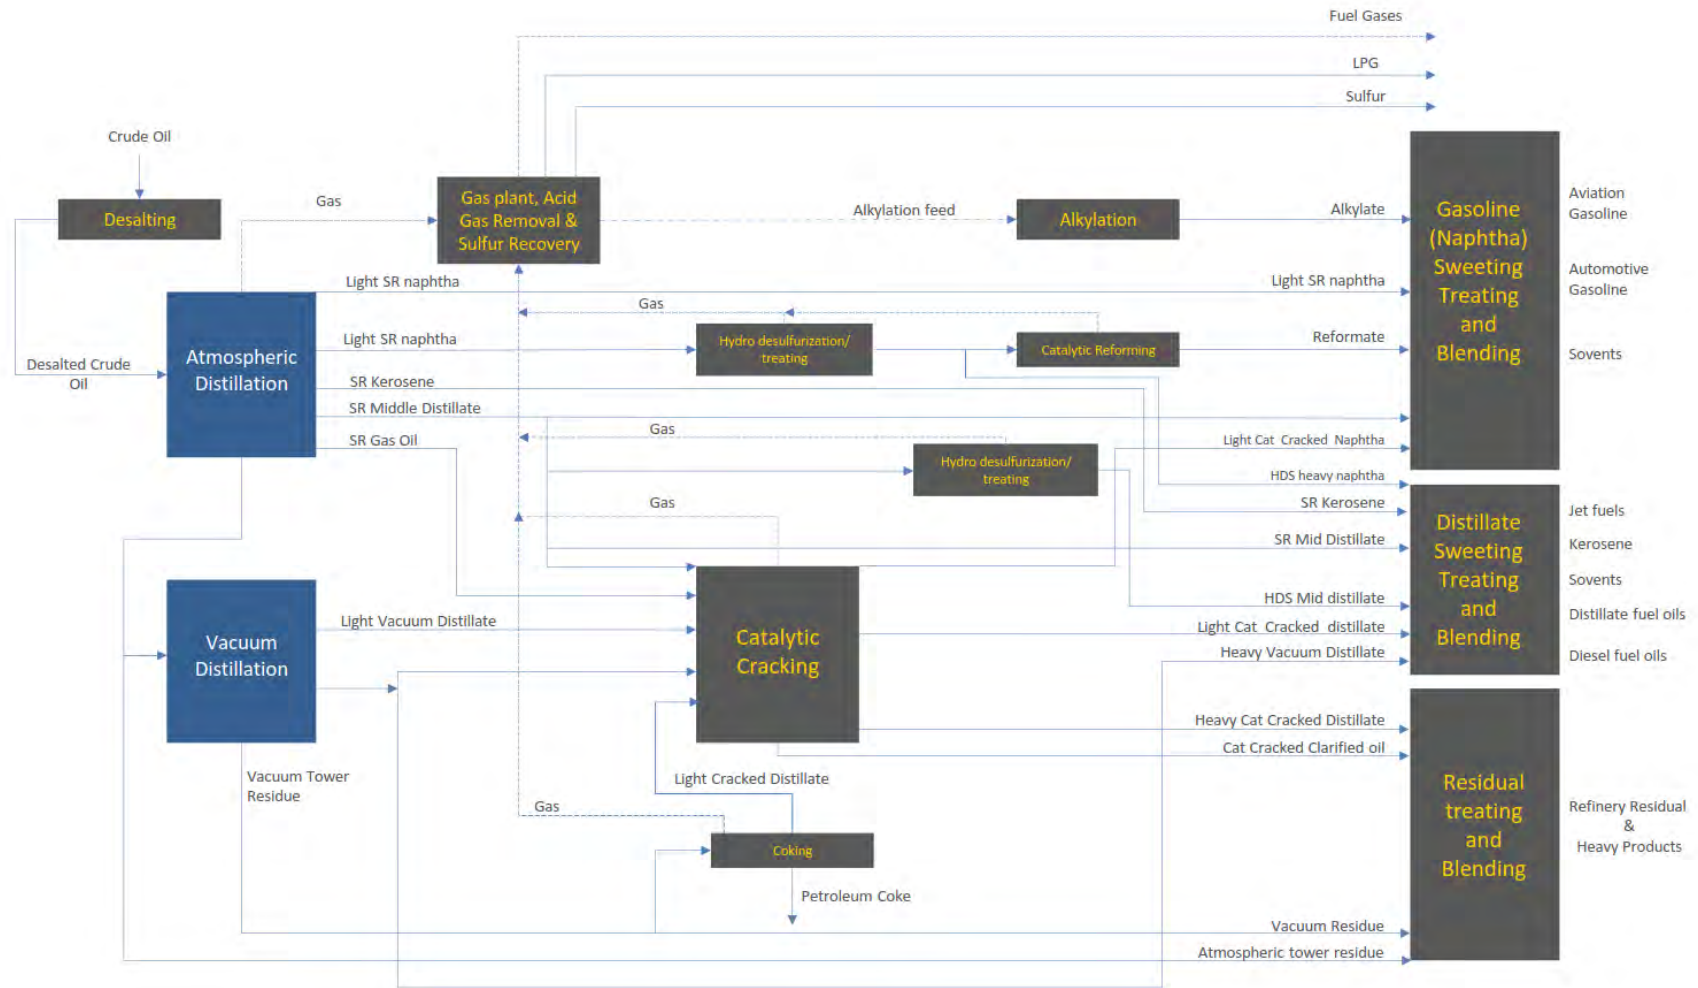 Fuel Gases
LPG
Sulfur
Crude Oil
Desalting
Gas
Gas plant, Acid
Gas Removal &
Sulfur Recovery
Alkylation feed
Alkylation
Alkylate
Gasoline
(Naphtha)
Sweeting
Treating
and
Blending
Aviation
Gasoline
Automotive
Gasoline
Sovents
Light SR naphtha
Light SR naphtha
Gas
Desalted Crude
Oil
Atmospheric
Distillation
Light SR naphtha
Hydro desulfurization/
treating
Catalytic Reforming
Reformate
SR Kerosene
SR Middle Distillate
SR Gas Oil
Gas
Hydro desulfurization/
treating
Light Cat Cracked Naphtha
HDS heavy naphtha
SR Kerosene
Gas
SR Mid Distillate
Distillate
Sweeting
Treating
and
Blending
Jet fuels
Kerosene
Sovents
Distillate fuel oils
Diesel fuel oils
Vacuum
Distillation
Light Vacuum Distillate
Catalytic
Cracking
HDS Mid distillate
Light Cat Cracked distillate
Heavy Vacuum Distillate
Heavy Cat Cracked Distillate
Cat Cracked Clarified oil
Vacuum Tower
Residue
Light Cracked Distillate
Gas
Coking
Petroleum Coke
Residual
treating
and
Blending
Refinery Residual
&
Heavy Products
Vacuum Residue
Atmospheric tower residue